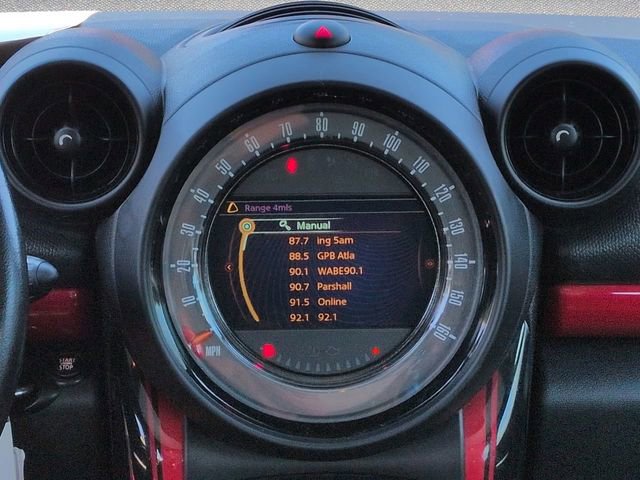 Range 4mls
Manual
87.7 ing 5am
88.5 GPB Atla
90.1 WABE90.1
90.7 Parshall
91.5 Online
92.1 92.1
10
20
30
40
50
60
70
80
90
100
110
120
130
140
150
160
MPH
START
STOP